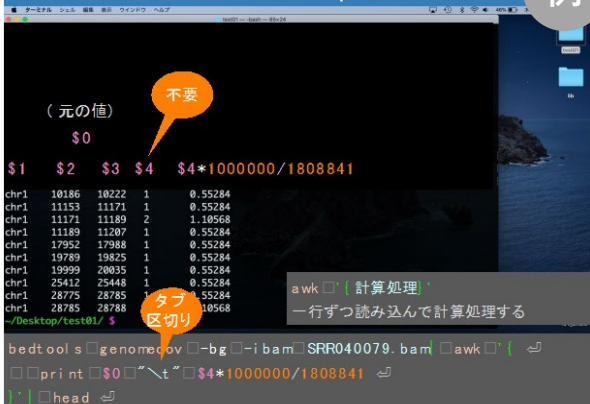 ターミナル シェル 編集 表示 ウインドウ ヘルプ
test01 — -bash — 80×24
例
test01
lib
不要
(元の値)
$0
$1 $2 $3 $4 $4*1000000/1808841
chr1 10186 10222 1 0.55284
chr1 11153 11171 1 0.55284
chr1 11171 11189 2 1.10568
chr1 11189 11207 1 0.55284
chr1 17952 17988 1 0.55284
chr1 19789 19825 1 0.55284
chr1 19999 20035 1 0.55284
chr1 25412 25448 1 0.55284
chr1 28775 28785 0.55284
chr1 28785 28788 10568
~/Desktop/test01/ $
タブ
区切り
awk□'{計算処理}'
一行ずつ読み込んで計算処理する
bedtools□genomecov□-bg□-ibam□SRR040079.bam|□awk□'{ ⏎
□□print□$0□"\t"□$4*1000000/1808841 ⏎
}'|□head ⏎